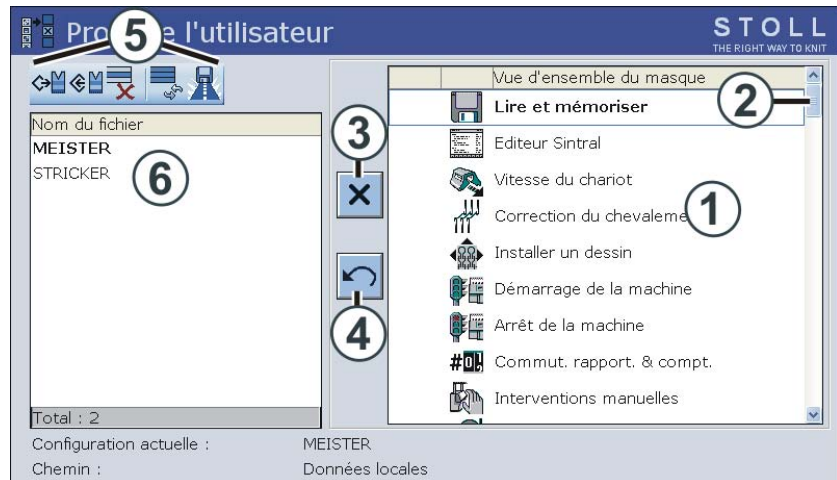 Pro e l'utilisateur
STOLL
THE RIGHT WAY TO KNIT
5
Nom du fichier
MEISTER
STRICKER
6
Total : 2
3
4
Vue d'ensemble du masque
2
Lire et mémoriser
Editeur Sintral
Vitesse du chariot
1
Correction du chevaleme
Installer un dessin
Démarrage de la machine
Arrêt de la machine
Commut. rapport. & compt.
Interventions manuelles
Configuration actuelle : MEISTER
Chemin : Données locales